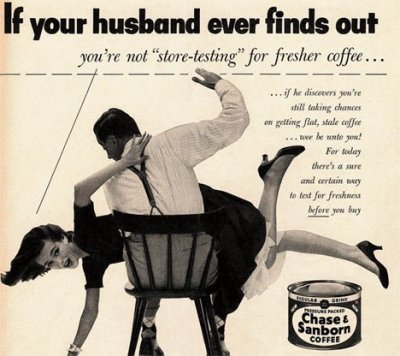 If your husband ever finds out
you're not "store-testing" for fresher coffee...
...if he discovers you're
still taking chances
on getting flat, stale coffee
...woe be unto you!
For today
there's a sure
and certain way
to test for freshness
before you buy
REGULAR GRIND
PRESSURE PACKED
Chase &
Sanborn
COFFEE